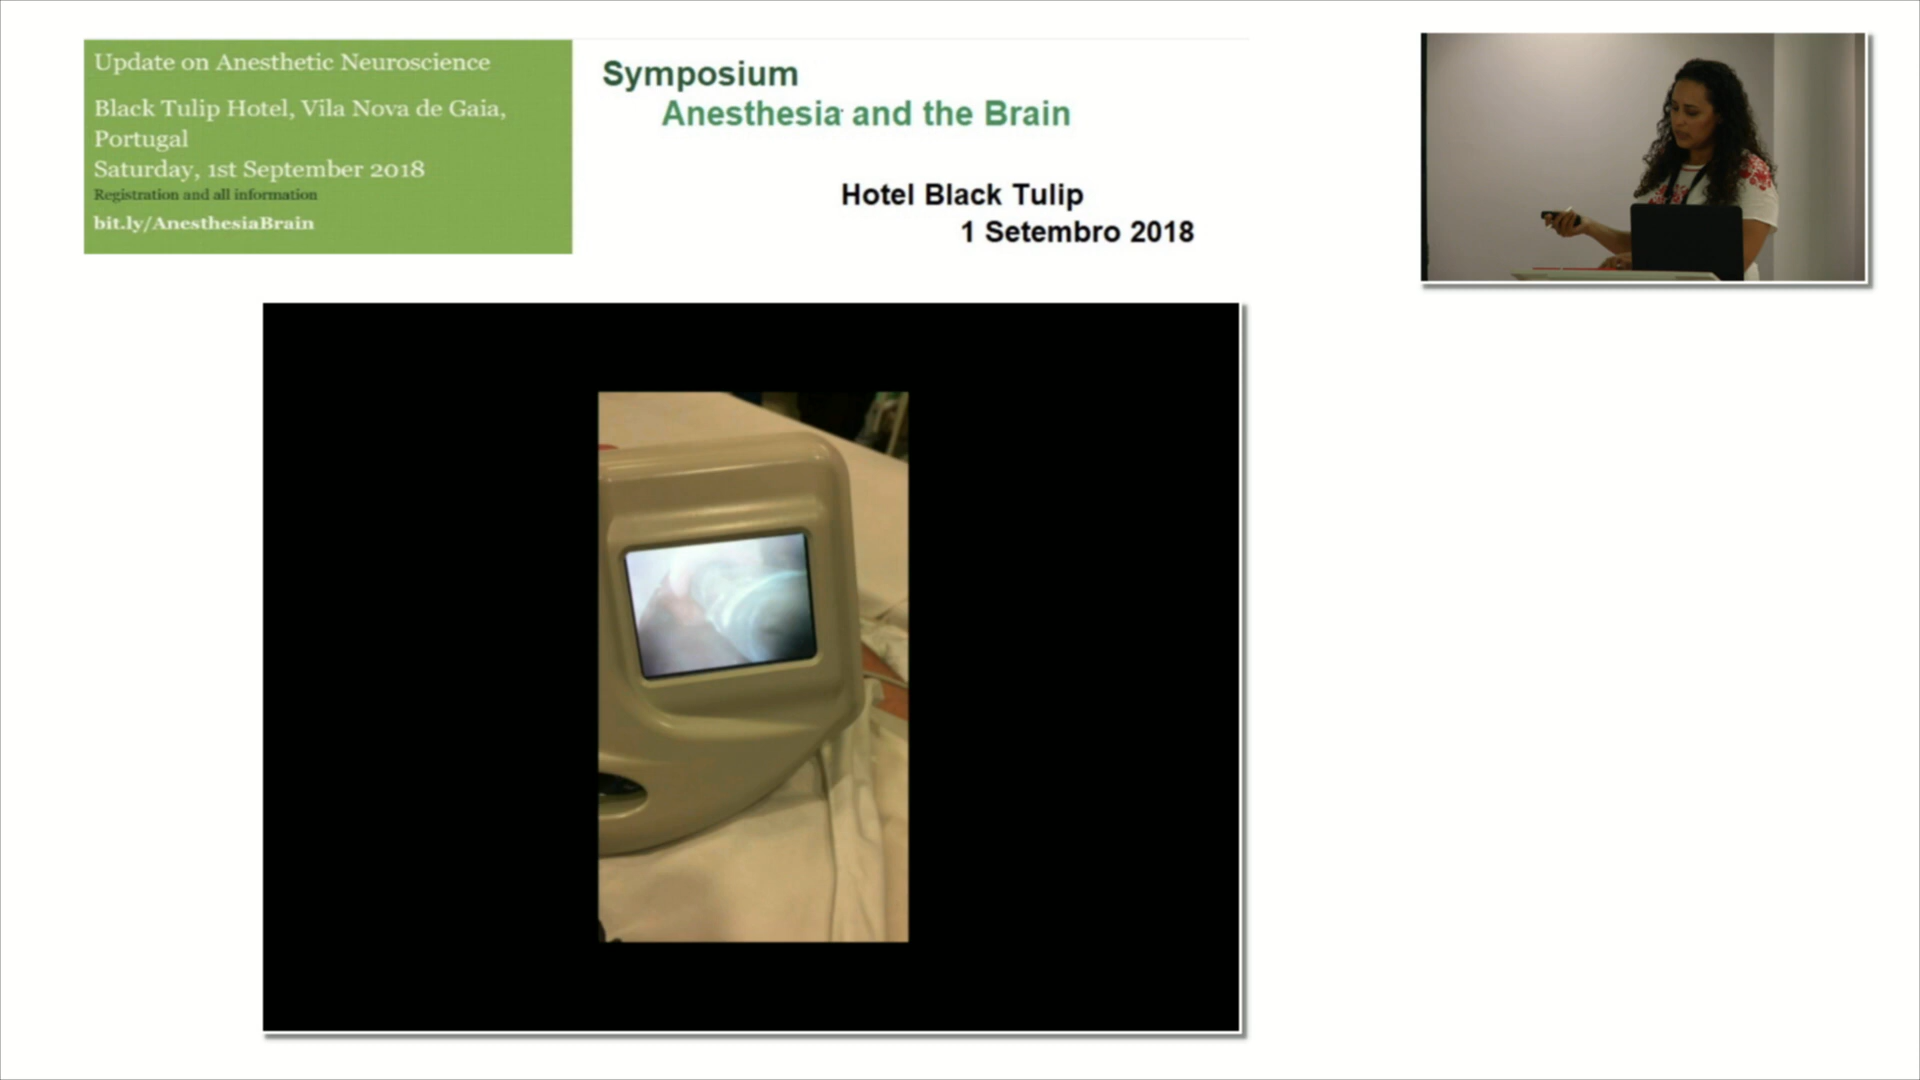 Update on Anesthetic Neuroscience
Black Tulip Hotel, Vila Nova de Gaia,
Portugal
Saturday, 1st September 2018
Registration and all information
bit.ly/AnesthesiaBrain
Symposium
Anesthesia and the Brain
Hotel Black Tulip
1 Setembro 2018